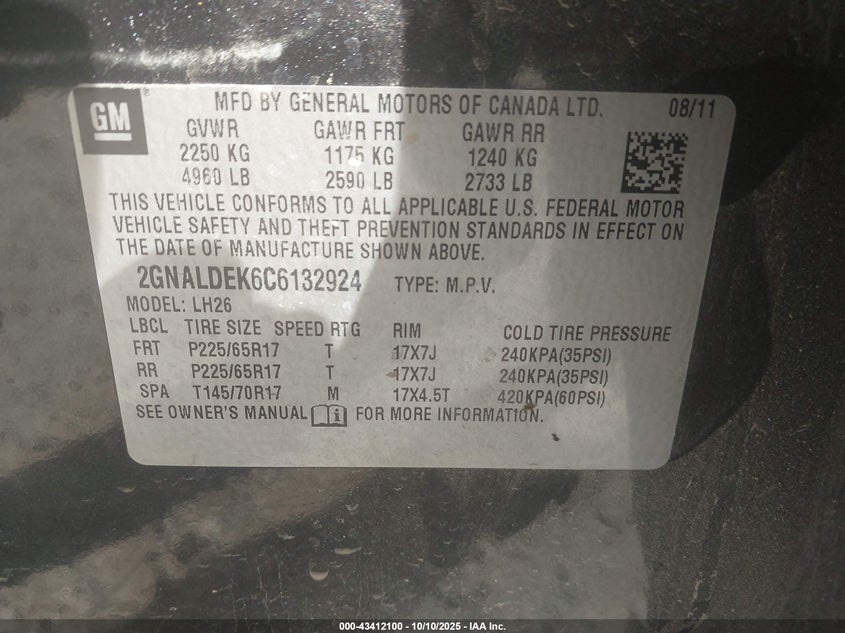 GM
MFD BY GENERAL MOTORS OF CANADA LTD. 08/11
GVWR GAWR FRT GAWR RR
2250 KG 1175 KG 1240 KG
4960 LB 2590 LB 2733 LB
THIS VEHICLE CONFORMS TO ALL APPLICABLE U.S. FEDERAL MOTOR
VEHICLE SAFETY AND THEFT PREVENTION STANDARDS IN EFFECT ON
THE DATE OF MANUFACTURE SHOWN ABOVE.
2GNALDEK6C6132924 TYPE: M.P.V.
MODEL: LH26
LBCL TIRE SIZE SPEED RTG RIM COLD TIRE PRESSURE
FRT P225/65R17 T 17X7J 240KPA(35PSI)
RR P225/65R17 T 17X7J 240KPA(35PSI)
SPA T145/70R17 M 17X4.5T 420KPA(60PSI)
SEE OWNER'S MANUAL i FOR MORE INFORMATION.
000-43412100 - 10/10/2025 - IAA Inc.